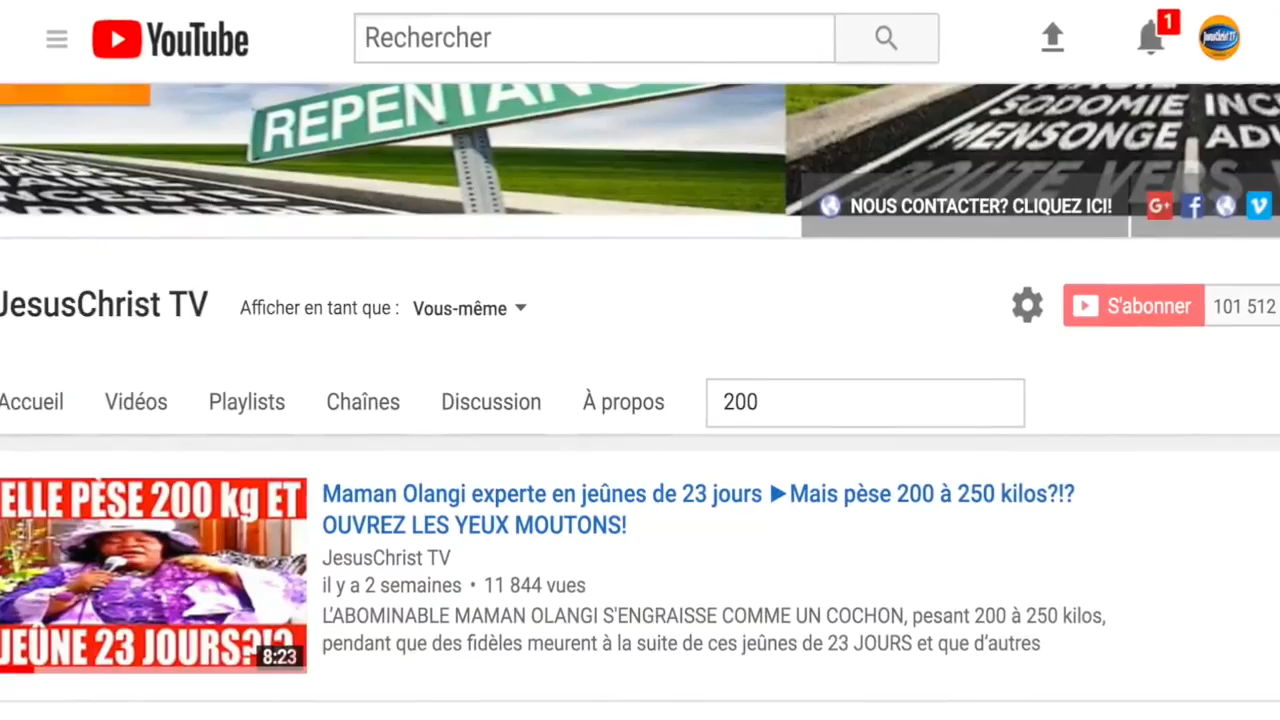 YouTube
Rechercher
1
REPENTANC
SODOMIE INC
MENSONGE AD
ROUTE VERS
NOUS CONTACTER? CLIQUEZ ICI!
G+ f v
JesusChrist TV
Afficher en tant que : Vous-même
S'abonner 101 512
Accueil Vidéos Playlists Chaînes Discussion À propos 200
ELLE PÈSE 200 kg ET
JEÛNE 23 JOURS?!?
8:23
Maman Olangi experte en jeûnes de 23 jours ►Mais pèse 200 à 250 kilos?!?
OUVREZ LES YEUX MOUTONS!
JesusChrist TV
il y a 2 semaines • 11 844 vues
L'ABOMINABLE MAMAN OLANGI S'ENGRAISSE COMME UN COCHON, pesant 200 à 250 kilos,
pendant que des fidèles meurent à la suite de ces jeûnes de 23 JOURS et que d'autres